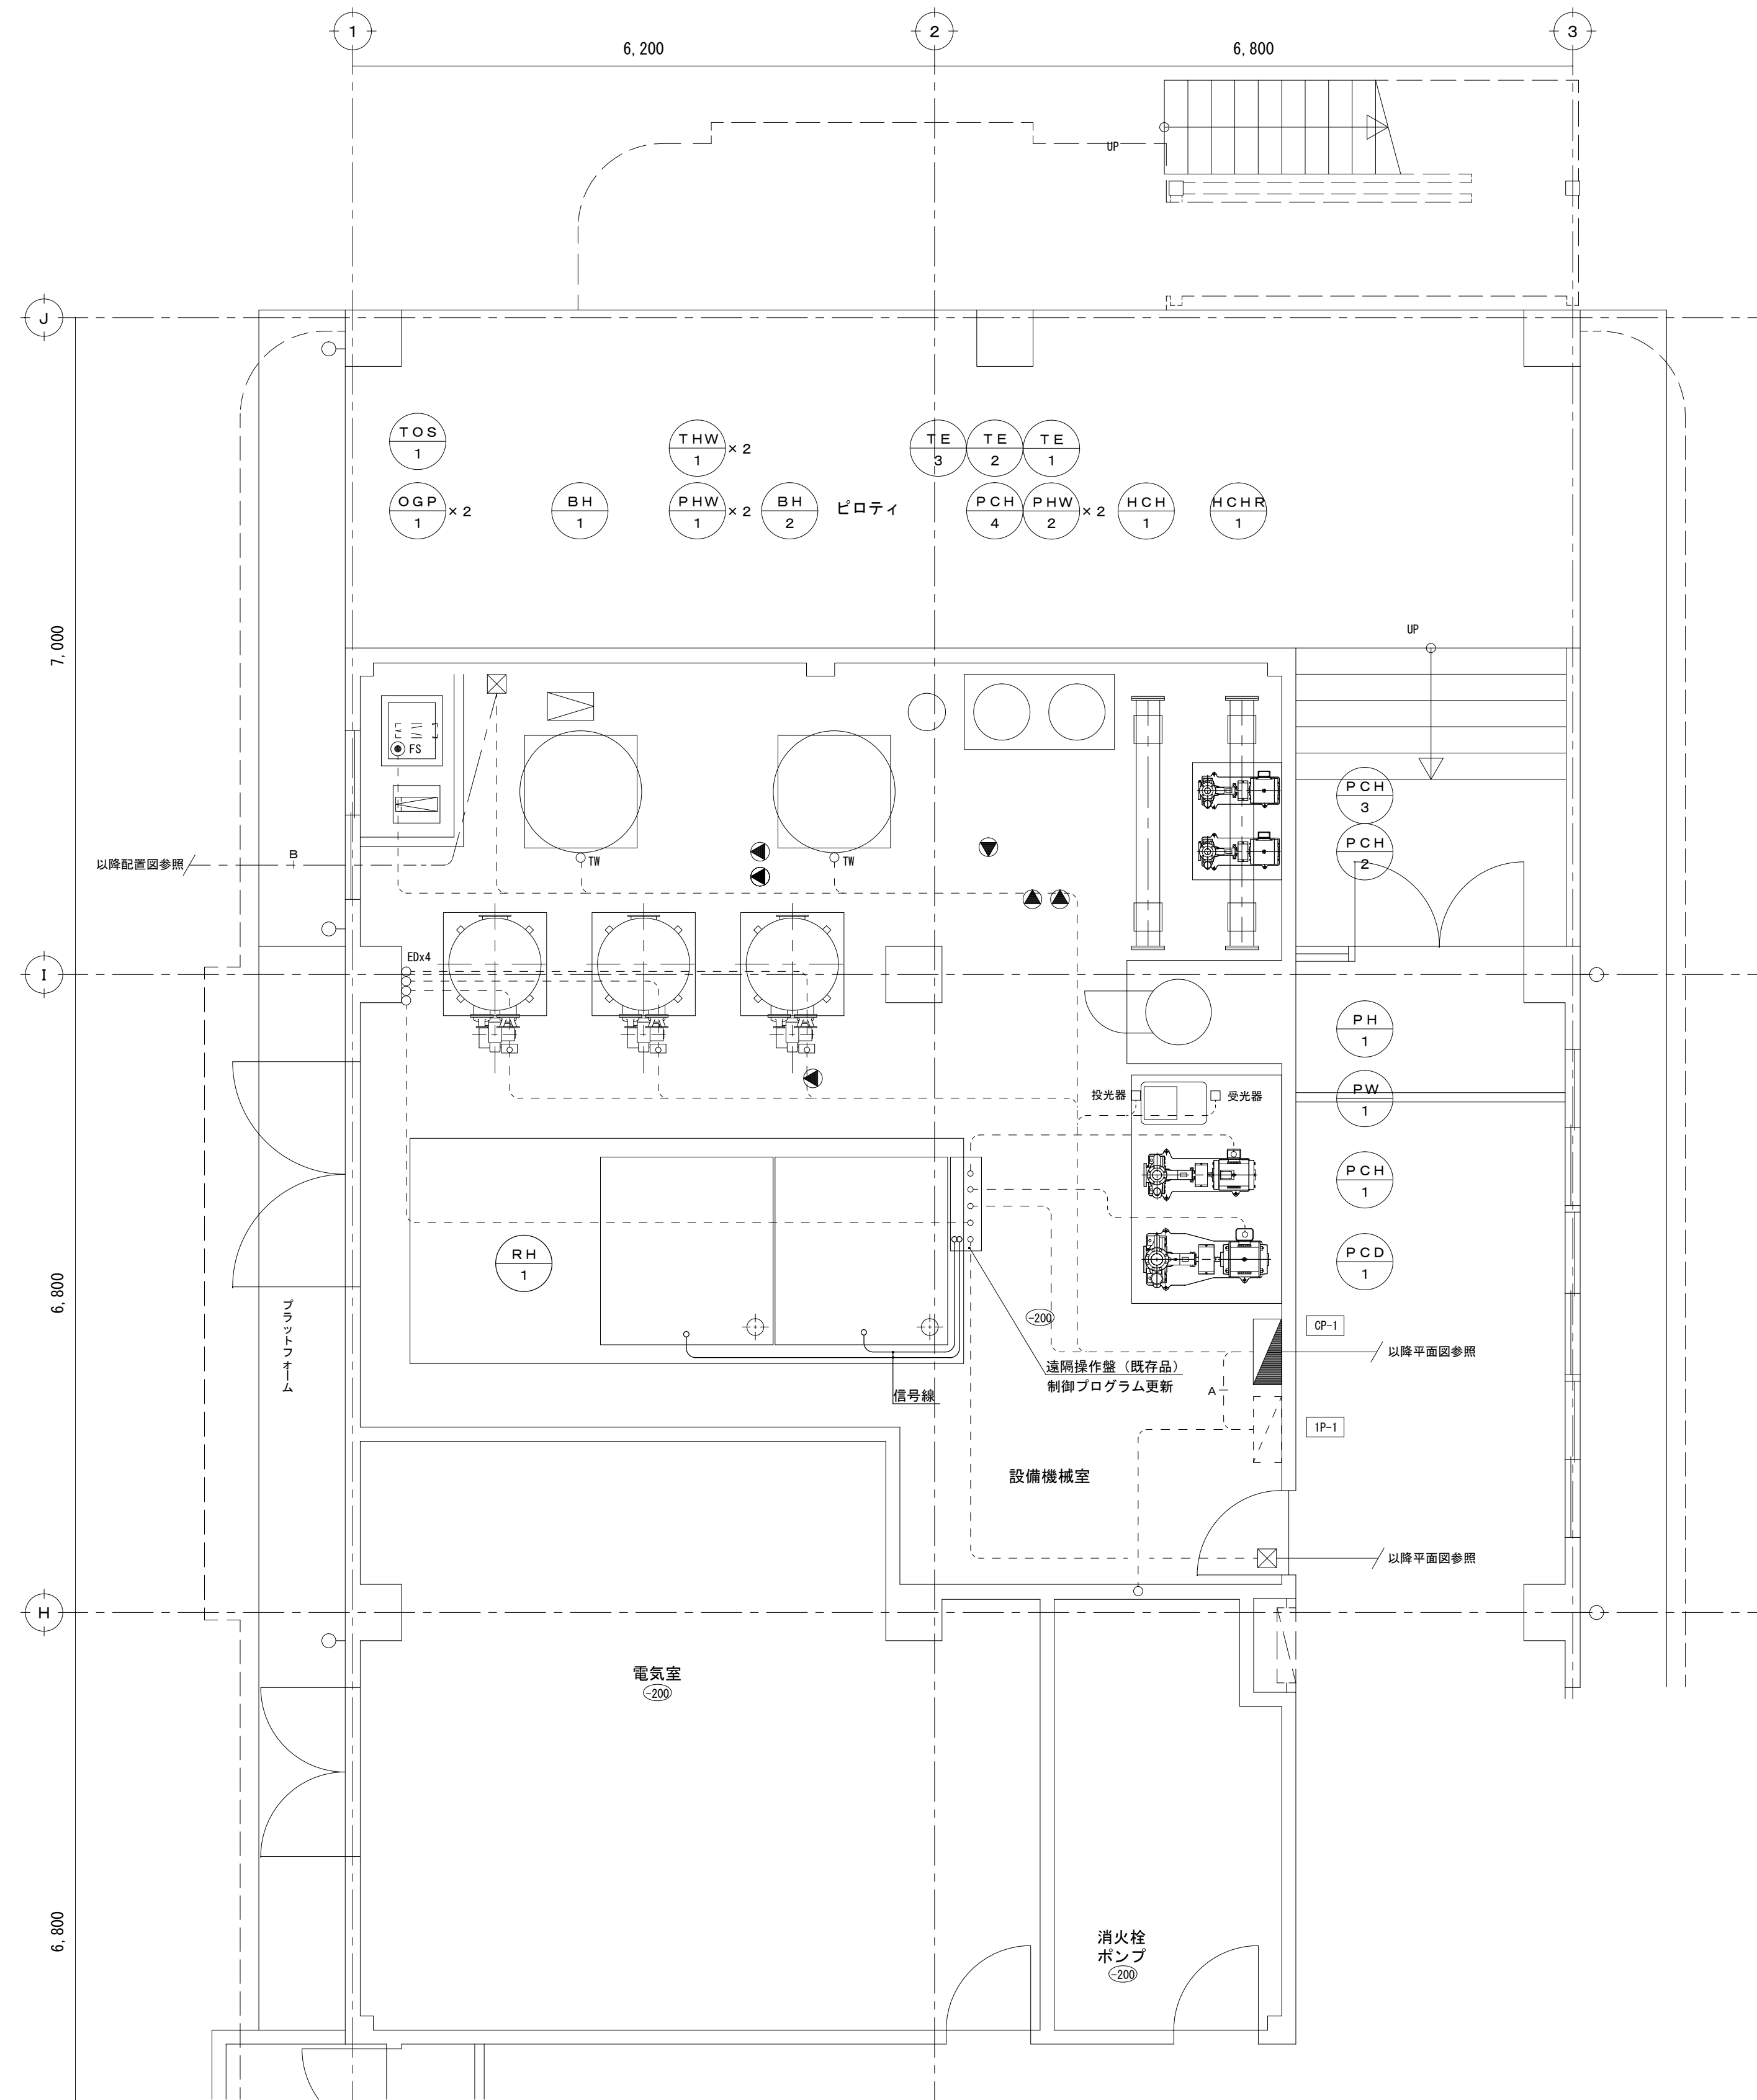 1
2
3
6,200
6,800
UP
J
TOS
1
THW
1
×2
TE
3
TE
2
TE
1
OGP
1
×2
BH
1
PHW
1
×2
BH
2
ピロティ
PCH
4
PHW
2
×2
HCH
1
HCHR
1
7,000
UP
FS
PCH
3
PCH
2
以降配置図参照
B
TW
TW
EDx4
I
PH
1
投光器
受光器
PW
1
PCH
1
RH
1
PCD
1
6,800
プラットフォーム
-200
CP-1
以降平面図参照
遠隔操作盤（既存品）
制御プログラム更新
信号線
A
1P-1
設備機械室
以降平面図参照
H
電気室
-200
6,800
消火栓
ポンプ
-200